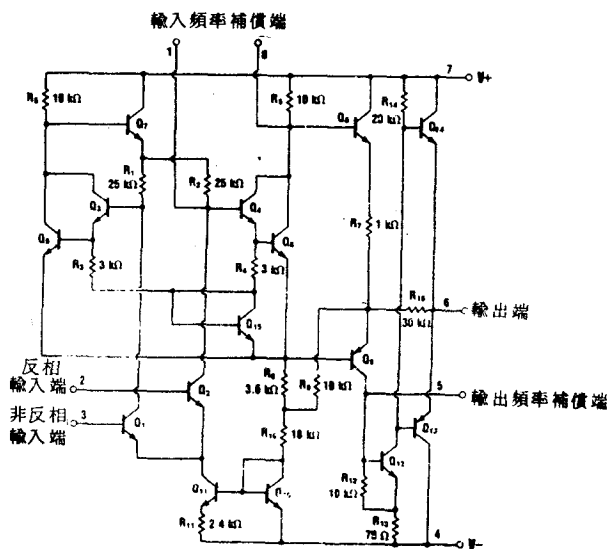 輸入頻率補償端
1 8
7 V+
R5 10 kΩ
Q7
R5 10 kΩ
Q8
R14 20 kΩ
Q14
R1 25 kΩ
R2 25 kΩ
Q3
Q4
R7 1 kΩ
Q5
Q6
R3 3 kΩ
R4 3 kΩ
R15 30 kΩ
6 輸出端
Q15
反相
輸入端
2
Q2
R8 3.6 kΩ
R9 10 kΩ
Q9
5 輸出頻率補償端
非反相
輸入端
3
Q1
R10 18 kΩ
Q12
Q13
Q11
R12 10 kΩ
R11 2.4 kΩ
R13 75 Ω
4 V-